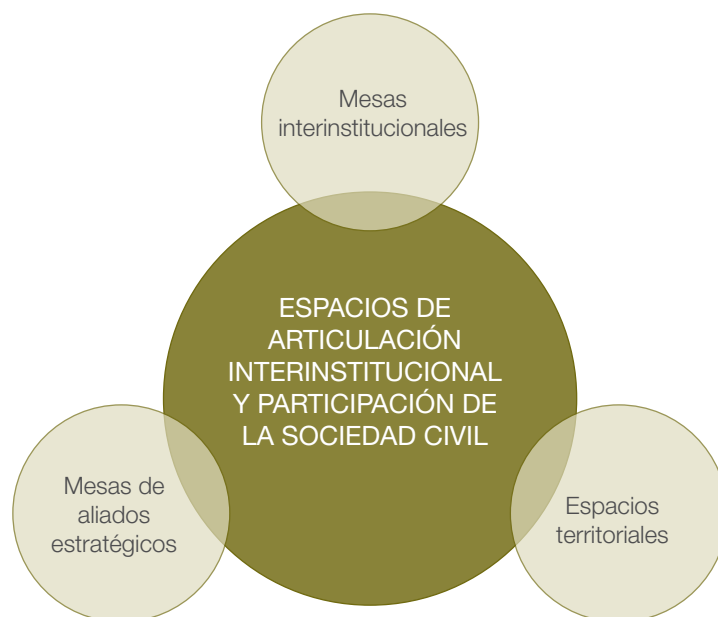 Mesas
interinstitucionales
ESPACIOS DE
ARTICULACIÓN
INTERINSTITUCIONAL
Y PARTICIPACIÓN DE
LA SOCIEDAD CIVIL
Mesas de
aliados
estratégicos
Espacios
territoriales